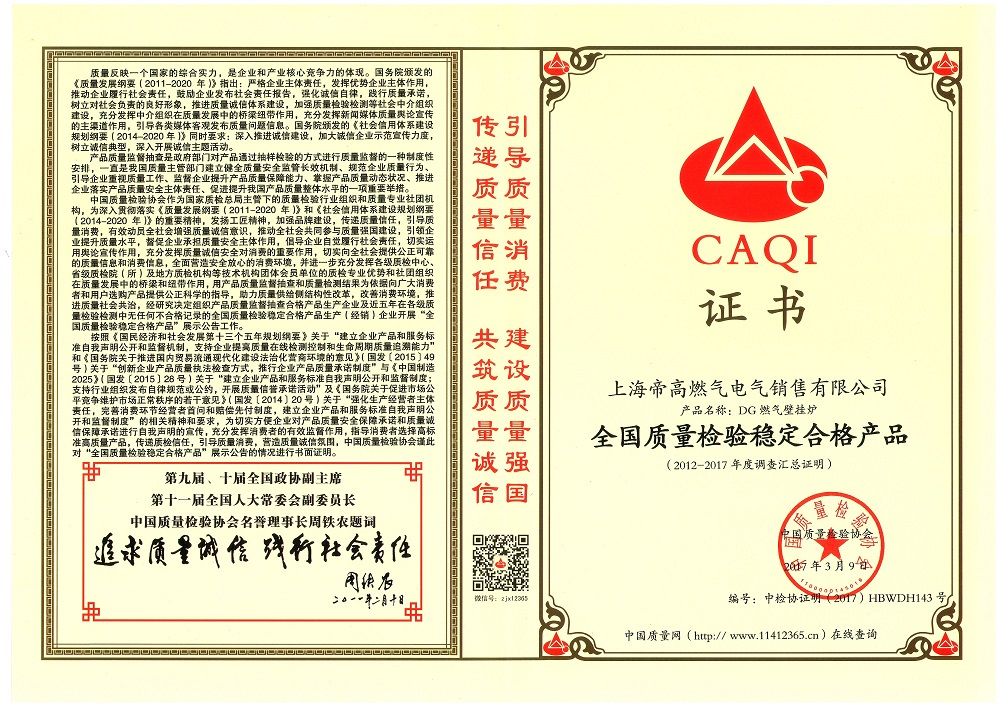 质量反映一个国家的综合实力，是企业和产业核心竞争力的体现。国务院颁发的
《质量发展纲要（2011-2020 年）》指出：严格企业主体责任，发挥优势企业主体作用，
推动企业履行社会责任，鼓励企业发布社会责任报告，强化诚信自律，践行质量承诺，
树立对社会负责的良好形象，推进质量诚信体系建设，加强质量检验检测等社会中介组织
建设，充分发挥中介组织在质量发展中的桥梁纽带作用，充分发挥新闻媒体质量舆论宣传
的主渠道作用，引导各类媒体客观发布质量问题信息。国务院颁发的《社会信用体系建设
规划纲要（2014-2020年）》同时要求：深入推进诚信建设，加大诚信企业示范宣传力度，
树立诚信典型，深入开展诚信主题活动。
产品质量监督抽查是政府部门对产品通过抽样检验的方式进行质量监督的一种制度性
安排，一直是我国质量主管部门建立健全质量安全监管长效机制、规范企业质量行为、
引导企业重视质量工作、监督企业提升产品质量保障能力、掌握产品质量动态状况、推进
企业落实产品质量安全主体责任、促进提升我国产品质量整体水平的一项重要举措。
中国质量检验协会作为国家质检总局主管下的质量检验行业组织和质量专业社团机
构，为深入贯彻落实《质量发展纲要（2011-2020 年）》和《社会信用体系建设规划纲要
（2014-2020 年）》的重要精神，发扬工匠精神，加强品牌建设，传递质量信任，引导质
量消费，有效动员全社会增强质量诚信意识，推动全社会共同参与质量强国建设，引领企
业提升质量水平，督促企业承担质量安全主体作用，倡导企业自觉履行社会责任，切实运
用舆论宣传作用，充分发挥质量诚信安全对消费的重要作用，切实向全社会提供公正可靠
的质量信息和消费信息，全面营造安全放心的消费环境，并进一步充分发挥各级质检中心、
省级质检院（所）及地方质检机构等技术机构团体会员单位的质检专业优势和社团组织
在质量发展中的桥梁和纽带作用，用产品质量监督抽查和质量检测结果为依据向广大消费
者和用户选购产品提供公正科学的指导，助力质量供给侧结构性改革，改善消费环境，推
进质量社会共治，经研究决定组织产品质量监督抽查合格产品生产企业及近五年在各级质
量检验检测中无任何不合格记录的全国质量检验稳定合格产品生产（经销）企业开展“全
国质量检验稳定合格产品”展示公告工作。
按照《国民经济和社会发展第十三个五年规划纲要》关于“建立企业产品和服务标
准自我声明公开和监督机制，支持企业提高质量在线检测控制和生命周期质量追溯能力”
和《国务院关于推进国内贸易流通现代化建设法治化营商环境的意见》（国发〔2015〕49
号）关于“创新企业产品质量执法检查方式，推行企业产品质量承诺制度”与《中国制造
2025》（国发〔2015〕28号）关于“建立企业产品和服务标准自我声明公开和监督制度；
支持行业组织发布自律规范或公约，开展质量信誉承诺活动”及《国务院关于促进市场公
平竞争维护市场正常秩序的若干意见》（国发〔2014〕20号）关于“强化生产经营者主体
责任，完善消费环节经营者首问和赔偿先付制度，建立企业产品和服务标准自我声明公
开和监督制度”的相关精神和要求，为切实方便企业对产品质量安全保障承诺和质量诚
信保障承诺进行自我声明的宣传，充分发挥消费者的有效监督作用，指导消费者选择高标
准高质量产品，传递质检信任，引导质量消费，营造质量诚信氛围，中国质量检验协会谨此
对“全国质量检验稳定合格产品”展示公告的情况进行书面证明。
第九届、十届全国政协副主席
第十一届全国人大常委会副委员长
中国质量检验协会名誉理事长周铁农题词
追求质量诚信 践行社会责任
周铁农
二〇一一年二月十日
引导质量消费 建设质量强国
传递质量信任 共筑质量诚信
微信号：zjx12365
CAQI
证书
上海帝高燃气电气销售有限公司
产品名称：DG燃气壁挂炉
全国质量检验稳定合格产品
（2012-2017 年度调查汇总证明）
中国质量检验协会
中国质量检验协会
2017 年 3 月 9 日
1100000145018
编号：中检协证明（2017）HBWDH143 号
中国质量网（http:// www.11412365.cn）在线查询